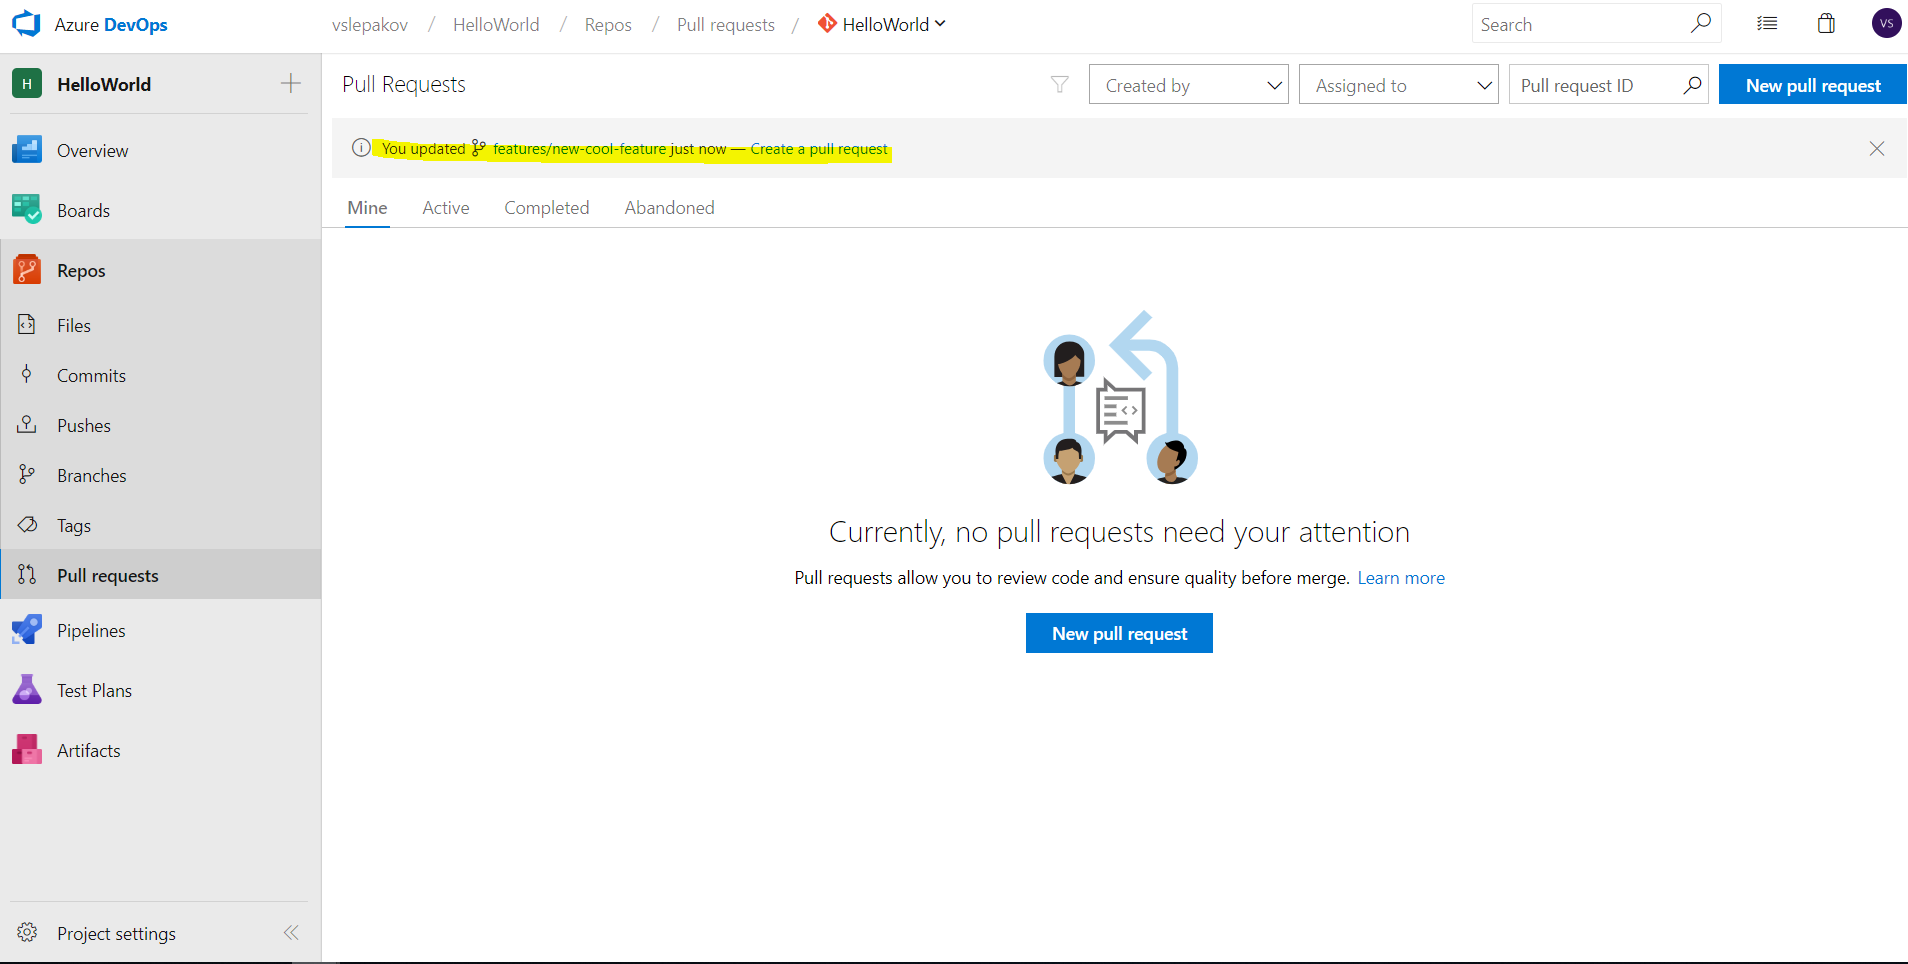 Azure DevOps
vslepakov / HelloWorld / Repos / Pull requests / HelloWorld
Search
VS
H HelloWorld
Overview
Boards
Repos
Files
Commits
Pushes
Branches
Tags
Pull requests
Pipelines
Test Plans
Artifacts
Project settings
Pull Requests
Created by
Assigned to
Pull request ID
New pull request
You updated features/new-cool-feature just now — Create a pull request
Mine Active Completed Abandoned
Currently, no pull requests need your attention
Pull requests allow you to review code and ensure quality before merge. Learn more
New pull request